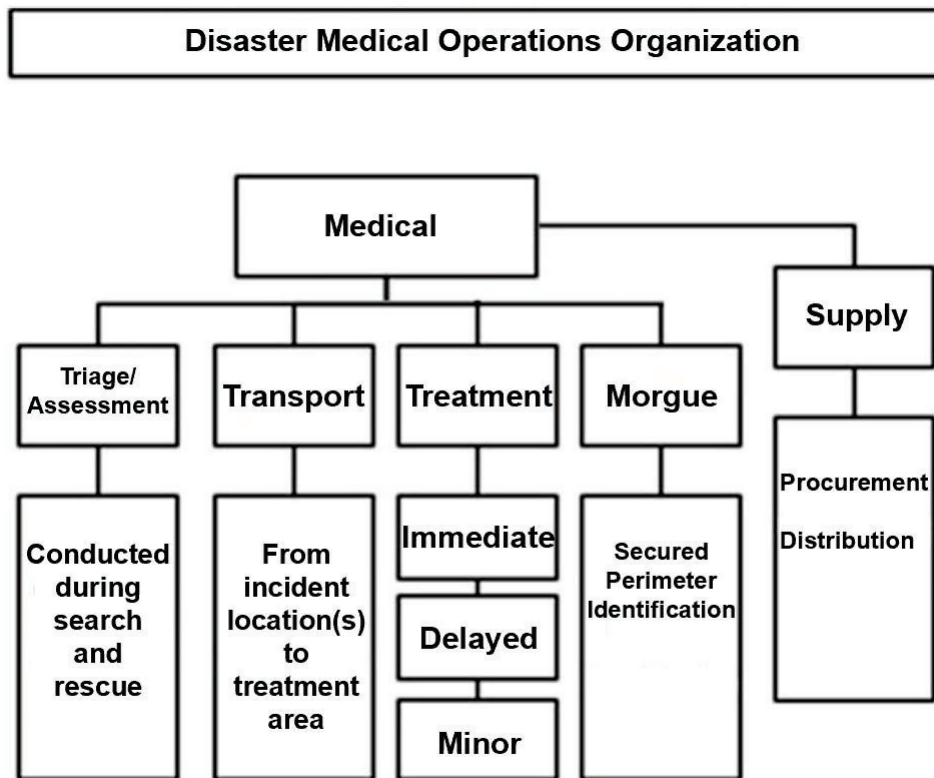 Disaster Medical Operations Organization
Medical
Supply
Triage/
Assessment
Transport
Treatment
Morgue
Procurement
Distribution
Conducted
during
search
and
rescue
From
incident
location(s)
to
treatment
area
Immediate
Delayed
Minor
Secured
Perimeter
Identification